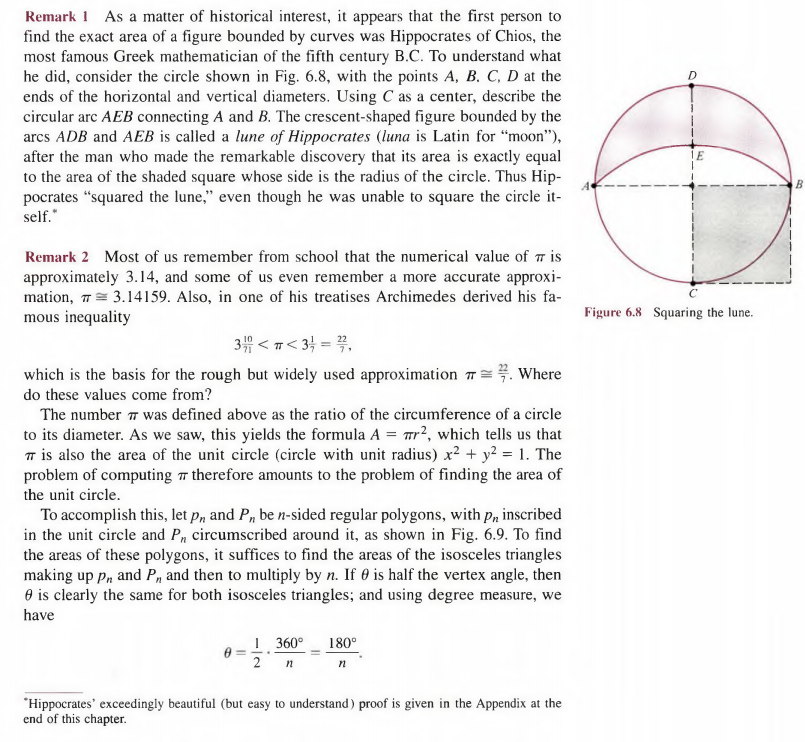 Remark 1 As a matter of historical interest, it appears that the first person to
find the exact area of a figure bounded by curves was Hippocrates of Chios, the
most famous Greek mathematician of the fifth century B.C. To understand what
he did, consider the circle shown in Fig. 6.8, with the points A, B, C, D at the
ends of the horizontal and vertical diameters. Using C as a center, describe the
circular arc AEB connecting A and B. The crescent-shaped figure bounded by the
arcs ADB and AEB is called a lune of Hippocrates (luna is Latin for “moon”),
after the man who made the remarkable discovery that its area is exactly equal
to the area of the shaded square whose side is the radius of the circle. Thus Hip-
pocrates “squared the lune,” even though he was unable to square the circle it-
self.*
Remark 2 Most of us remember from school that the numerical value of π is
approximately 3.14, and some of us even remember a more accurate approxi-
mation, π ≅ 3.14159. Also, in one of his treatises Archimedes derived his fa-
mous inequality
3 10/71 < π < 3 1/7 = 22/7,
which is the basis for the rough but widely used approximation π ≅ 22/7. Where
do these values come from?
The number π was defined above as the ratio of the circumference of a circle
to its diameter. As we saw, this yields the formula A = πr², which tells us that
π is also the area of the unit circle (circle with unit radius) x² + y² = 1. The
problem of computing π therefore amounts to the problem of finding the area of
the unit circle.
To accomplish this, let pₙ and Pₙ be n-sided regular polygons, with pₙ inscribed
in the unit circle and Pₙ circumscribed around it, as shown in Fig. 6.9. To find
the areas of these polygons, it suffices to find the areas of the isosceles triangles
making up pₙ and Pₙ and then to multiply by n. If θ is half the vertex angle, then
θ is clearly the same for both isosceles triangles; and using degree measure, we
have
θ = 1/2 · 360°/n = 180°/n.
*Hippocrates’ exceedingly beautiful (but easy to understand) proof is given in the Appendix at the
end of this chapter.
D
E
A
B
C
Figure 6.8 Squaring the lune.